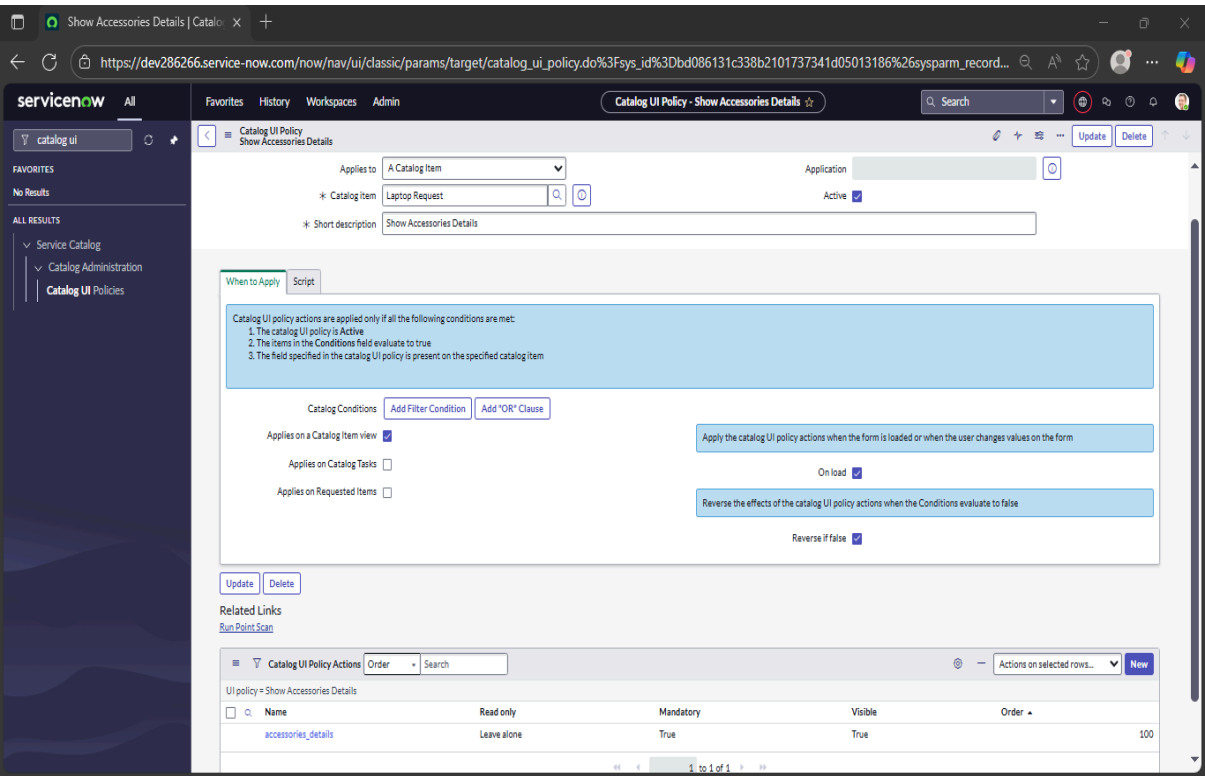 Show Accessories Details | Catalo
https://dev286266.service-now.com/now/nav/ui/classic/params/target/catalog_ui_policy.do%3Fsys_id%3Dbd086131c338b2101737341d05013186%26sysparm_record...
servicenow All Favorites History Workspaces Admin Catalog UI Policy - Show Accessories Details Search
catalog ui
FAVORITES
No Results
ALL RESULTS
Service Catalog
Catalog Administration
Catalog UI Policies
Catalog UI Policy
Show Accessories Details
Update Delete
Applies to A Catalog Item Application
Catalog item Laptop Request Active
Short description Show Accessories Details
When to Apply Script
Catalog UI policy actions are applied only if all the following conditions are met:
1. The catalog UI policy is Active
2. The items in the Conditions field evaluate to true
3. The field specified in the catalog UI policy is present on the specified catalog item
Catalog Conditions Add Filter Condition Add "OR" Clause
Applies on a Catalog Item view
Apply the catalog UI policy actions when the form is loaded or when the user changes values on the form
Applies on Catalog Tasks
On load
Applies on Requested Items
Reverse the effects of the catalog UI policy actions when the Conditions evaluate to false
Reverse if false
Update Delete
Related Links
Run Point Scan
Catalog UI Policy Actions Order Search Actions on selected rows... New
UI policy = Show Accessories Details
Name Read only Mandatory Visible Order
accessories_details Leave alone True True 100
1 to 1 of 1